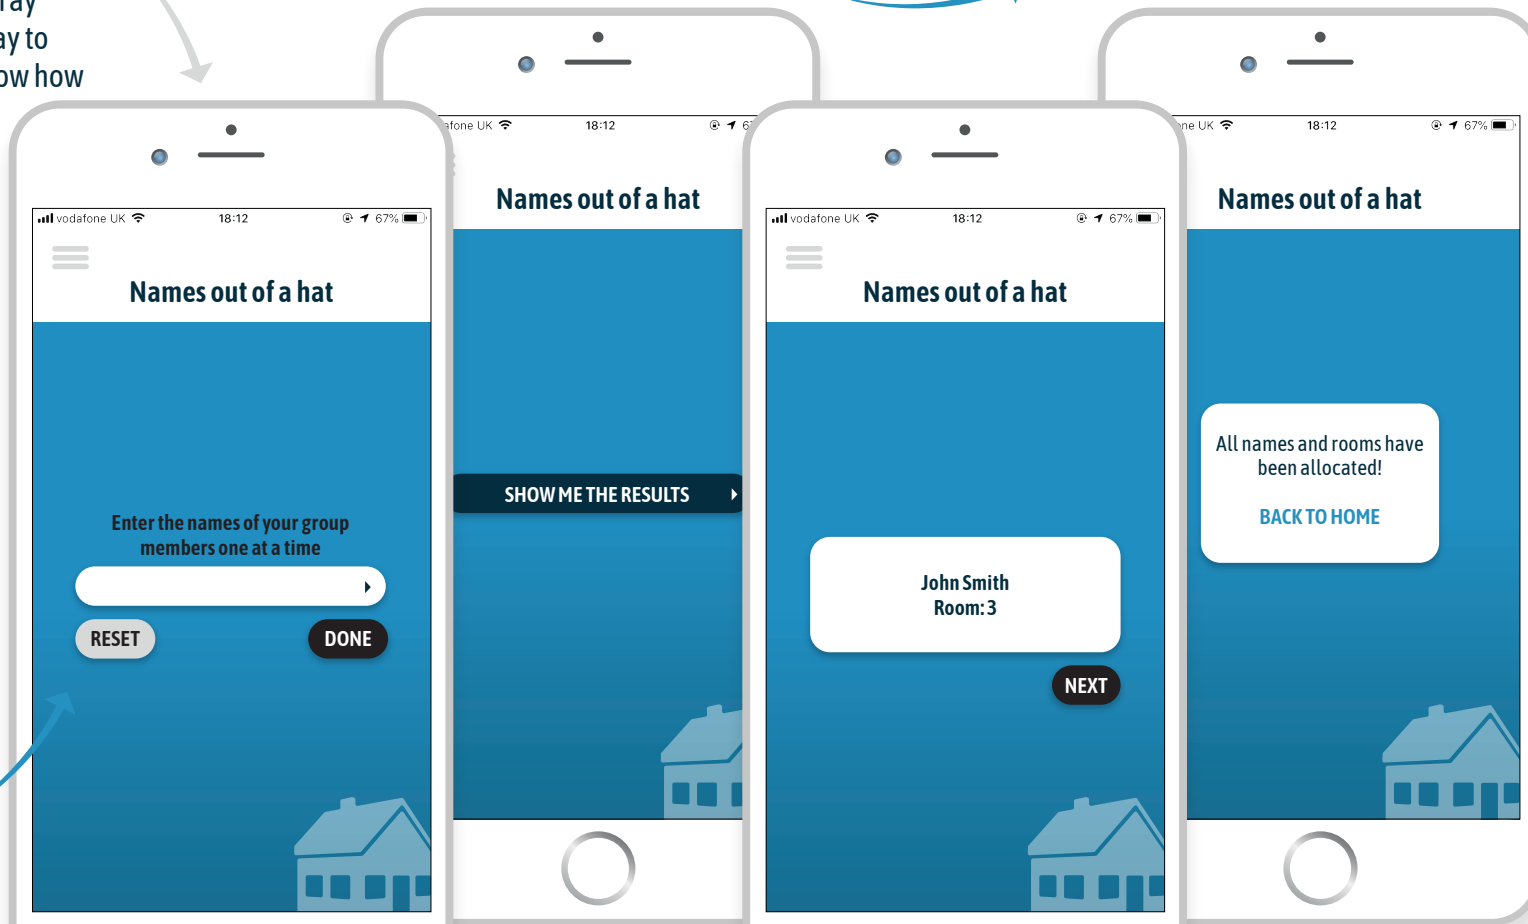 ay to
ow how
vodafone UK 18:12 67%
Names out of a hat
Enter the names of your group
members one at a time
RESET
DONE
afone UK 18:12 6
Names out of a hat
SHOW ME THE RESULTS
vodafone UK 18:12 67%
Names out of a hat
John Smith
Room: 3
NEXT
ne UK 18:12 67%
Names out of a hat
All names and rooms have
been allocated!
BACK TO HOME